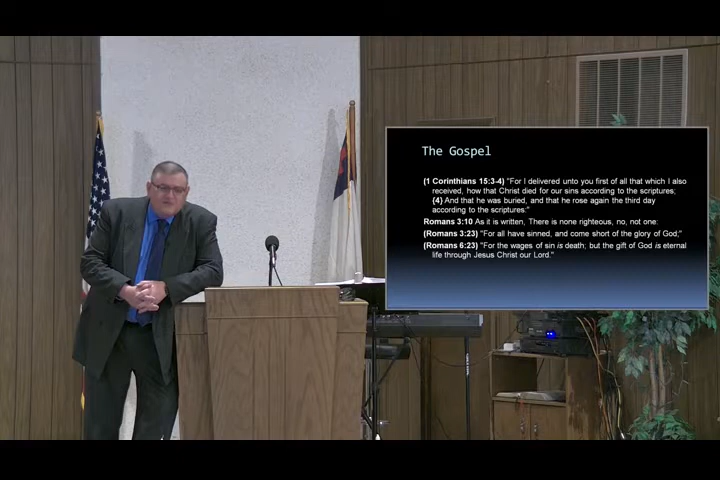 The Gospel
(1 Corinthians 15:3-4) "For I delivered unto you first of all that which I also
received, how that Christ died for our sins according to the scriptures;
{4} And that he was buried, and that he rose again the third day
according to the scriptures:"
Romans 3:10 As it is written, There is none righteous, no, not one:
(Romans 3:23) "For all have sinned, and come short of the glory of God;"
(Romans 6:23) "For the wages of sin is death; but the gift of God is eternal
life through Jesus Christ our Lord."